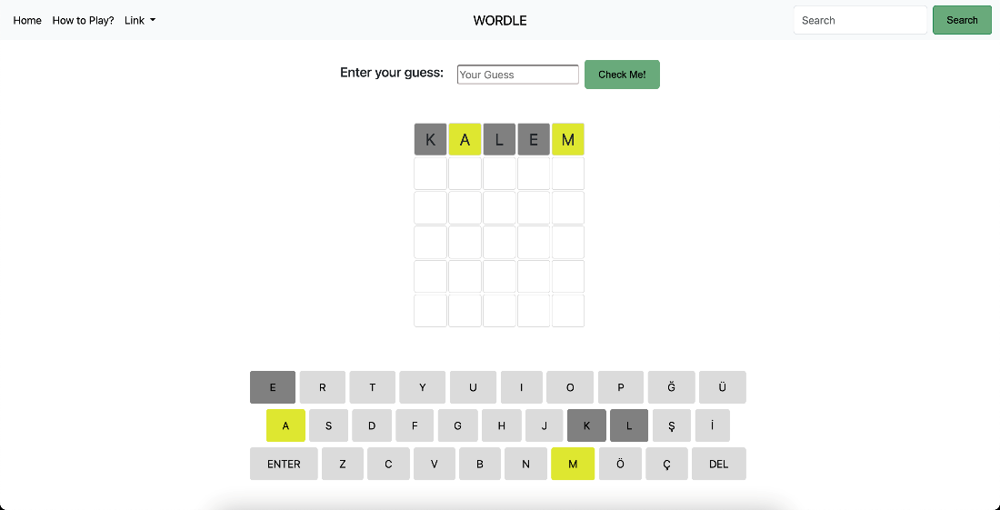 Home How to Play? Link WORDLE Search Search
Enter your guess: Your Guess Check Me!
K A L E M
E R T Y U I O P Ğ Ü
A S D F G H J K L Ş İ
ENTER Z C V B N M Ö Ç DEL